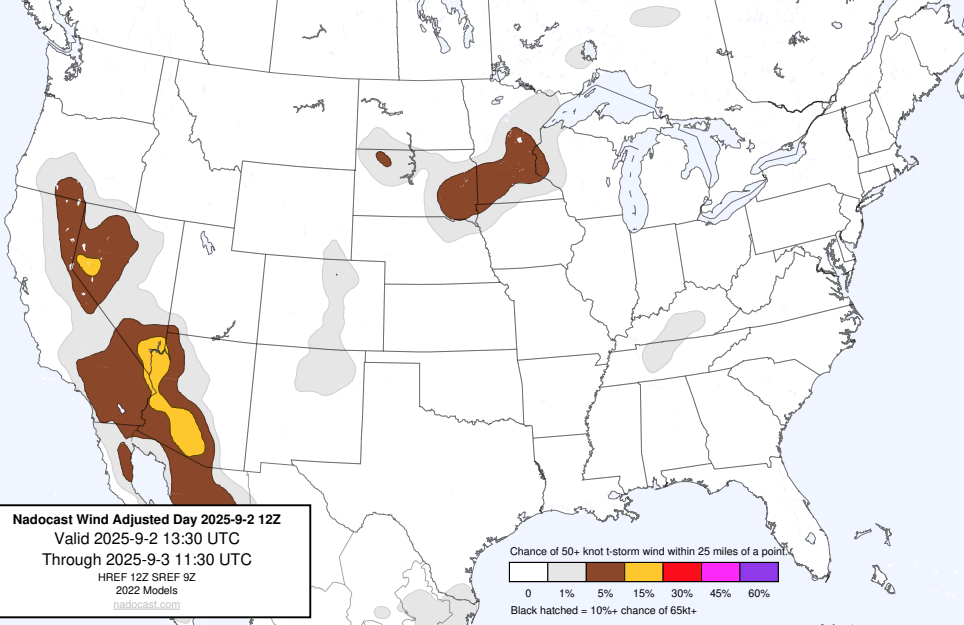 Nadocast Wind Adjusted Day 2025-9-2 12Z
Valid 2025-9-2 13:30 UTC
Through 2025-9-3 11:30 UTC
HREF 12Z SREF 9Z
2022 Models
nadocast.com
Chance of 50+ knot t-storm wind within 25 miles of a point.
0 1% 5% 15% 30% 45% 60%
Black hatched = 10%+ chance of 65kt+